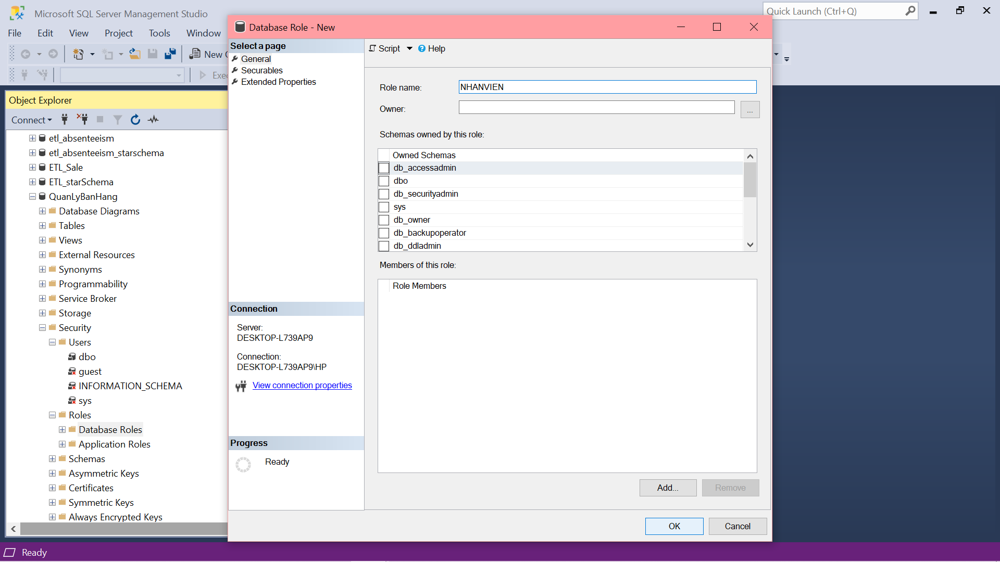 Microsoft SQL Server Management Studio
Quick Launch (Ctrl+Q)
File Edit View Project Tools Window
New
Exe
Object Explorer
Connect
etl_absenteeism
etl_absenteeism_starschema
ETL_Sale
ETL_starSchema
QuanLyBanHang
Database Diagrams
Tables
Views
External Resources
Synonyms
Programmability
Service Broker
Storage
Security
Users
dbo
guest
INFORMATION_SCHEMA
sys
Roles
Database Roles
Application Roles
Schemas
Asymmetric Keys
Certificates
Symmetric Keys
Always Encrypted Keys
Ready
Database Role - New
Select a page
General
Securables
Extended Properties
Connection
Server:
DESKTOP-L739AP9
Connection:
DESKTOP-L739AP9\HP
View connection properties
Progress
Ready
Script Help
Role name: NHANVIEN
Owner: ...
Schemas owned by this role:
Owned Schemas
db_accessadmin
dbo
db_securityadmin
sys
db_owner
db_backupoperator
db_ddladmin
Members of this role:
Role Members
Add... Remove
OK Cancel